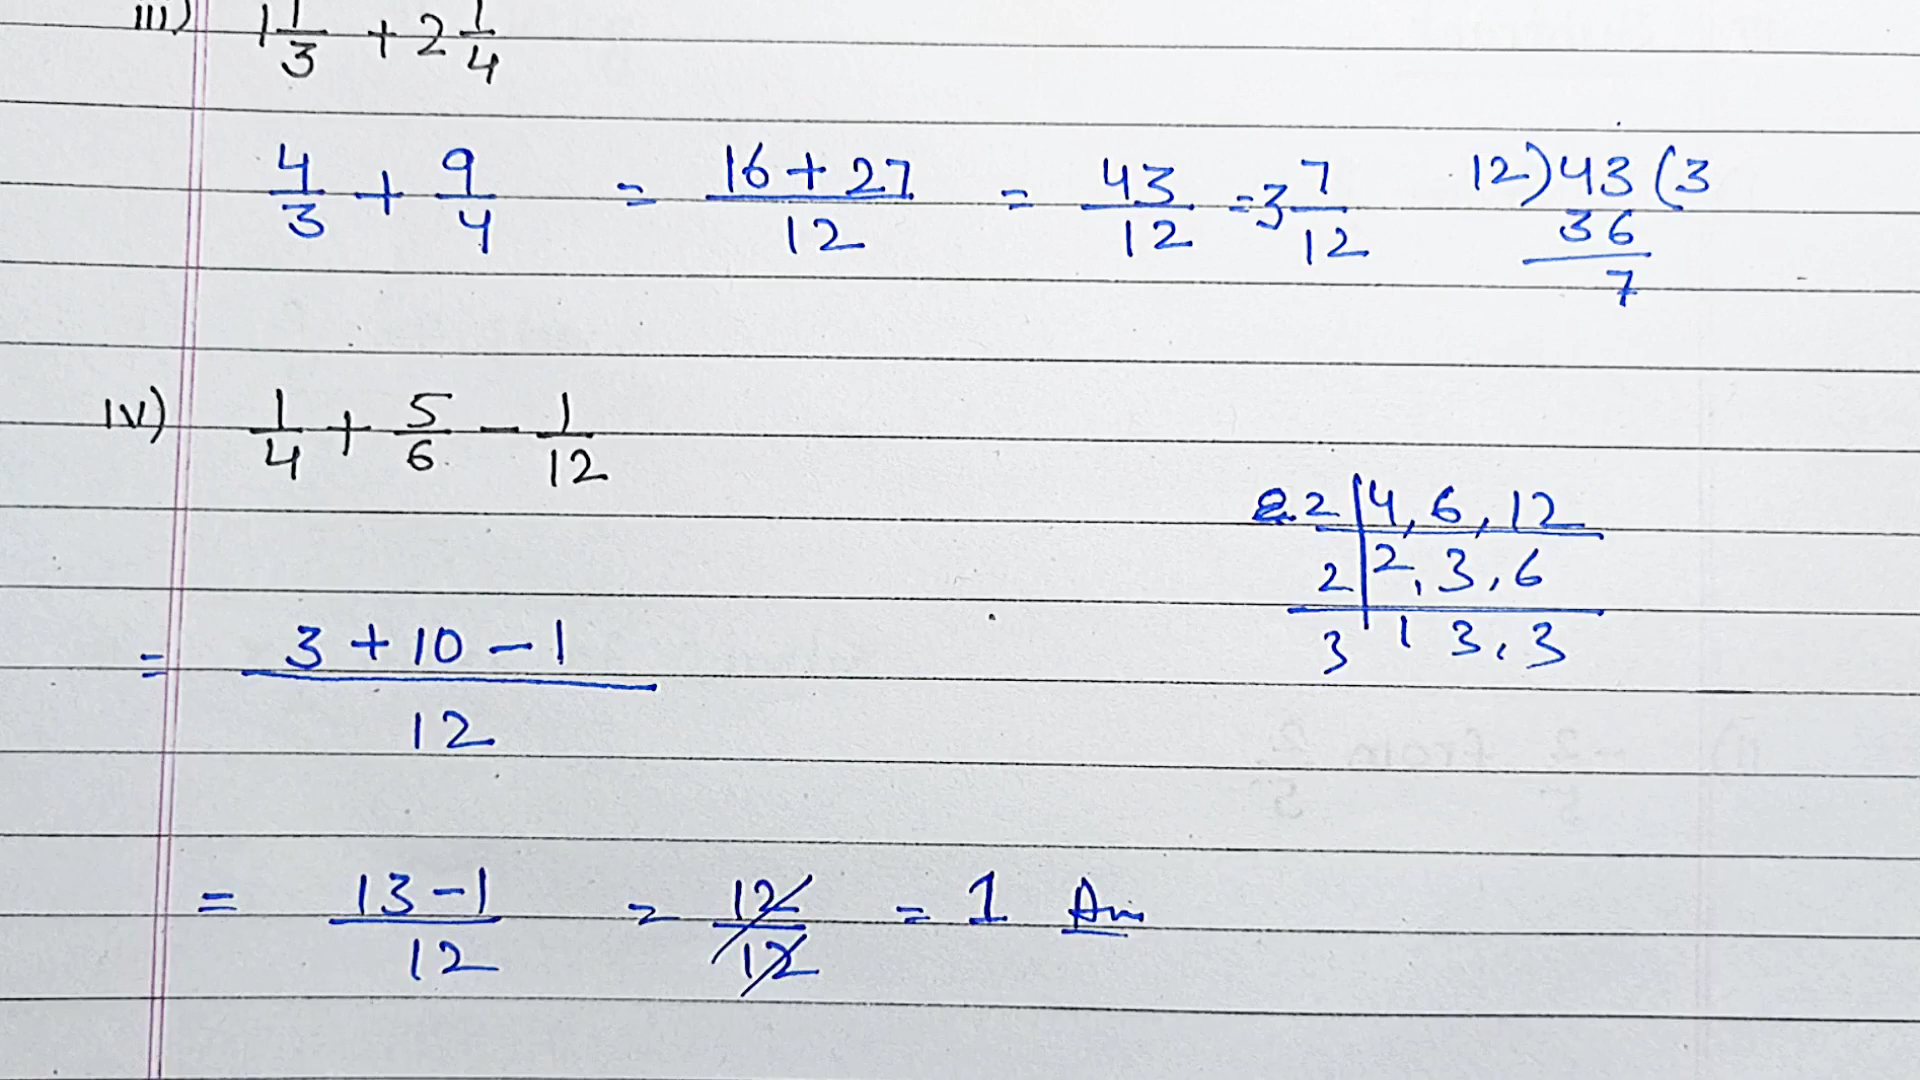 iii) 1 1/3 + 2 1/4
4/3 + 9/4 = 16+27/12 = 43/12 = 3 7/12
12)43(3
36
7
iv) 1/4 + 5/6 - 1/12
2 | 4, 6, 12
2 | 2, 3, 6
3 | 1 3, 3
= 3+10-1/12
= 13-1/12 = 12/12 = 1 Ans